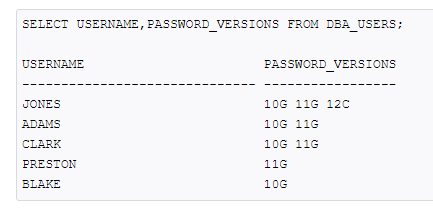 SELECT USERNAME,PASSWORD_VERSIONS FROM DBA_USERS;
USERNAME PASSWORD_VERSIONS
------------------------------ -----------------
JONES 10G 11G 12C
ADAMS 10G 11G
CLARK 10G 11G
PRESTON 11G
BLAKE 10G